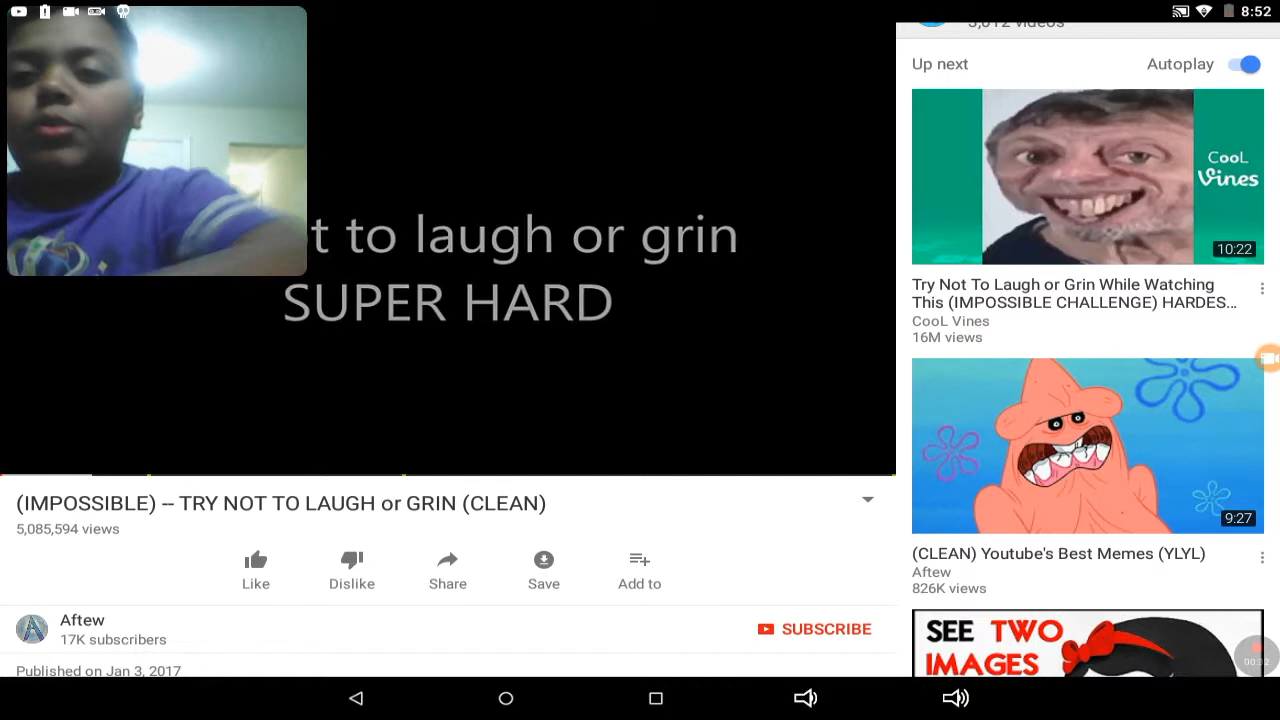 8:52
t to laugh or grin
SUPER HARD
(IMPOSSIBLE) -- TRY NOT TO LAUGH or GRIN (CLEAN)
5,085,594 views
Like
Dislike
Share
Save
Add to
Aftew
17K subscribers
SUBSCRIBE
Published on Jan 3, 2017
videos
Up next
Autoplay
CooL
Vines
10:22
Try Not To Laugh or Grin While Watching
This (IMPOSSIBLE CHALLENGE) HARDES...
CooL Vines
16M views
9:27
(CLEAN) Youtube's Best Memes (YLYL)
Aftew
826K views
SEE TWO
IMAGES